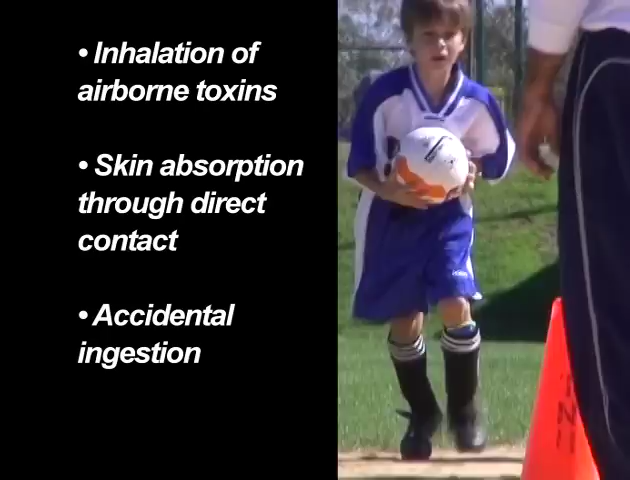 • Inhalation of
airborne toxins
• Skin absorption
through direct
contact
• Accidental
ingestion